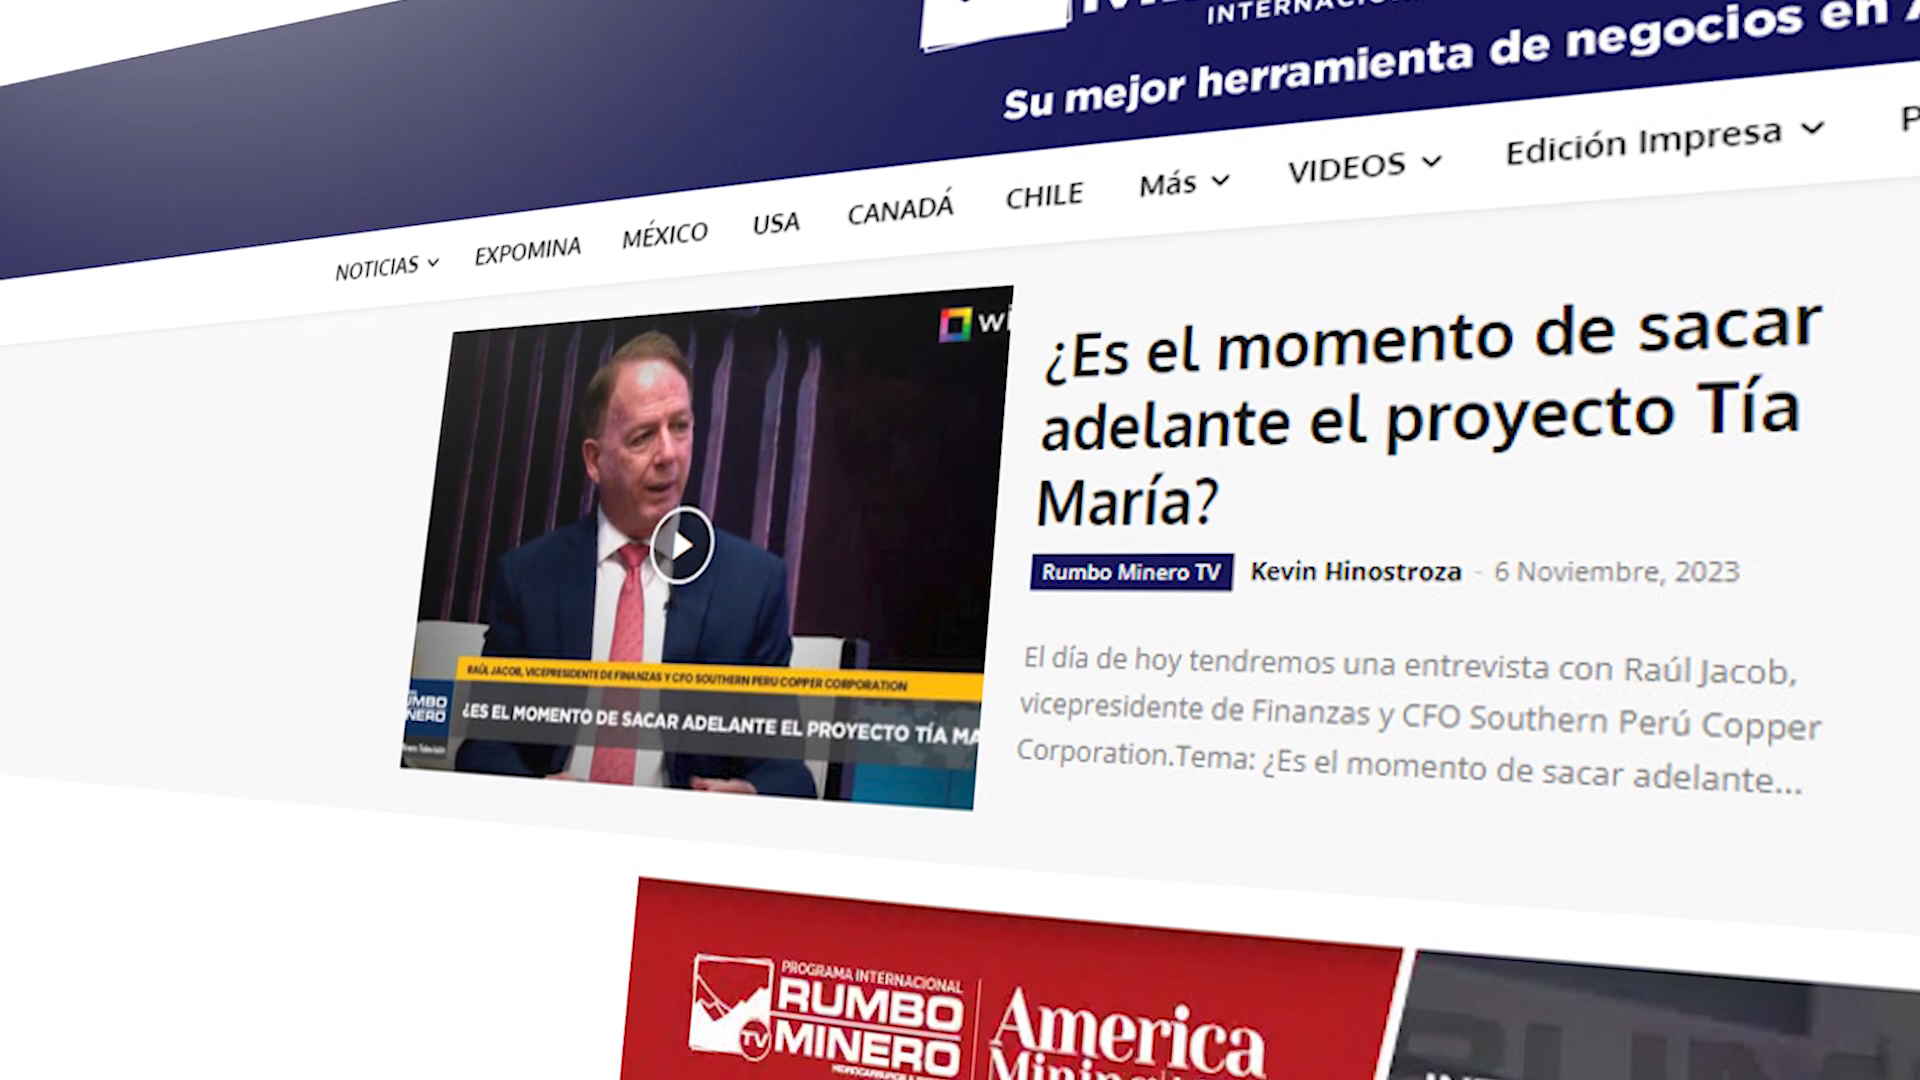 Su mejor herramienta de negocios en
NOTICIAS
EXPOMINA
MÉXICO
USA
CANADÁ
CHILE
Más
VIDEOS
Edición Impresa
¿Es el momento de sacar
adelante el proyecto Tía
María?
Rumbo Minero TV
Kevin Hinostroza - 6 Noviembre, 2023
El día de hoy tendremos una entrevista con Raúl Jacob,
vicepresidente de Finanzas y CFO Southern Perú Copper
Corporation.Tema: ¿Es el momento de sacar adelante...
RAÚL JACOB, VICEPRESIDENTE DE FINANZAS Y CFO SOUTHERN PERU COPPER CORPORATION
¿ES EL MOMENTO DE SACAR ADELANTE EL PROYECTO TÍA MA
PROGRAMA INTERNACIONAL
RUMBO
MINERO
TV
America